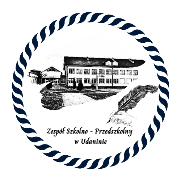 Zespół Szkolno - Przedszkolny
w Udaninie